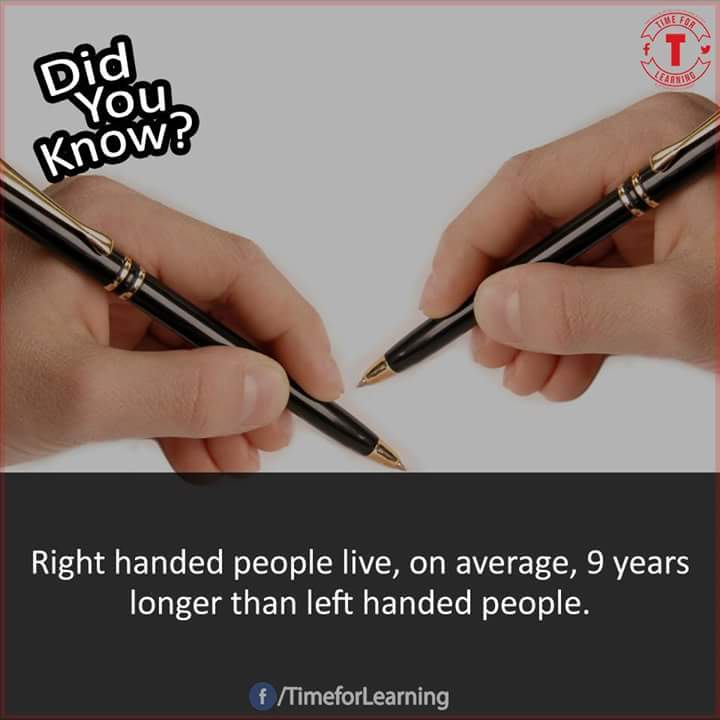 Did
You
Know?
TIME FOR
f T
LEARNING
Right handed people live, on average, 9 years
longer than left handed people.
f /TimeforLearning